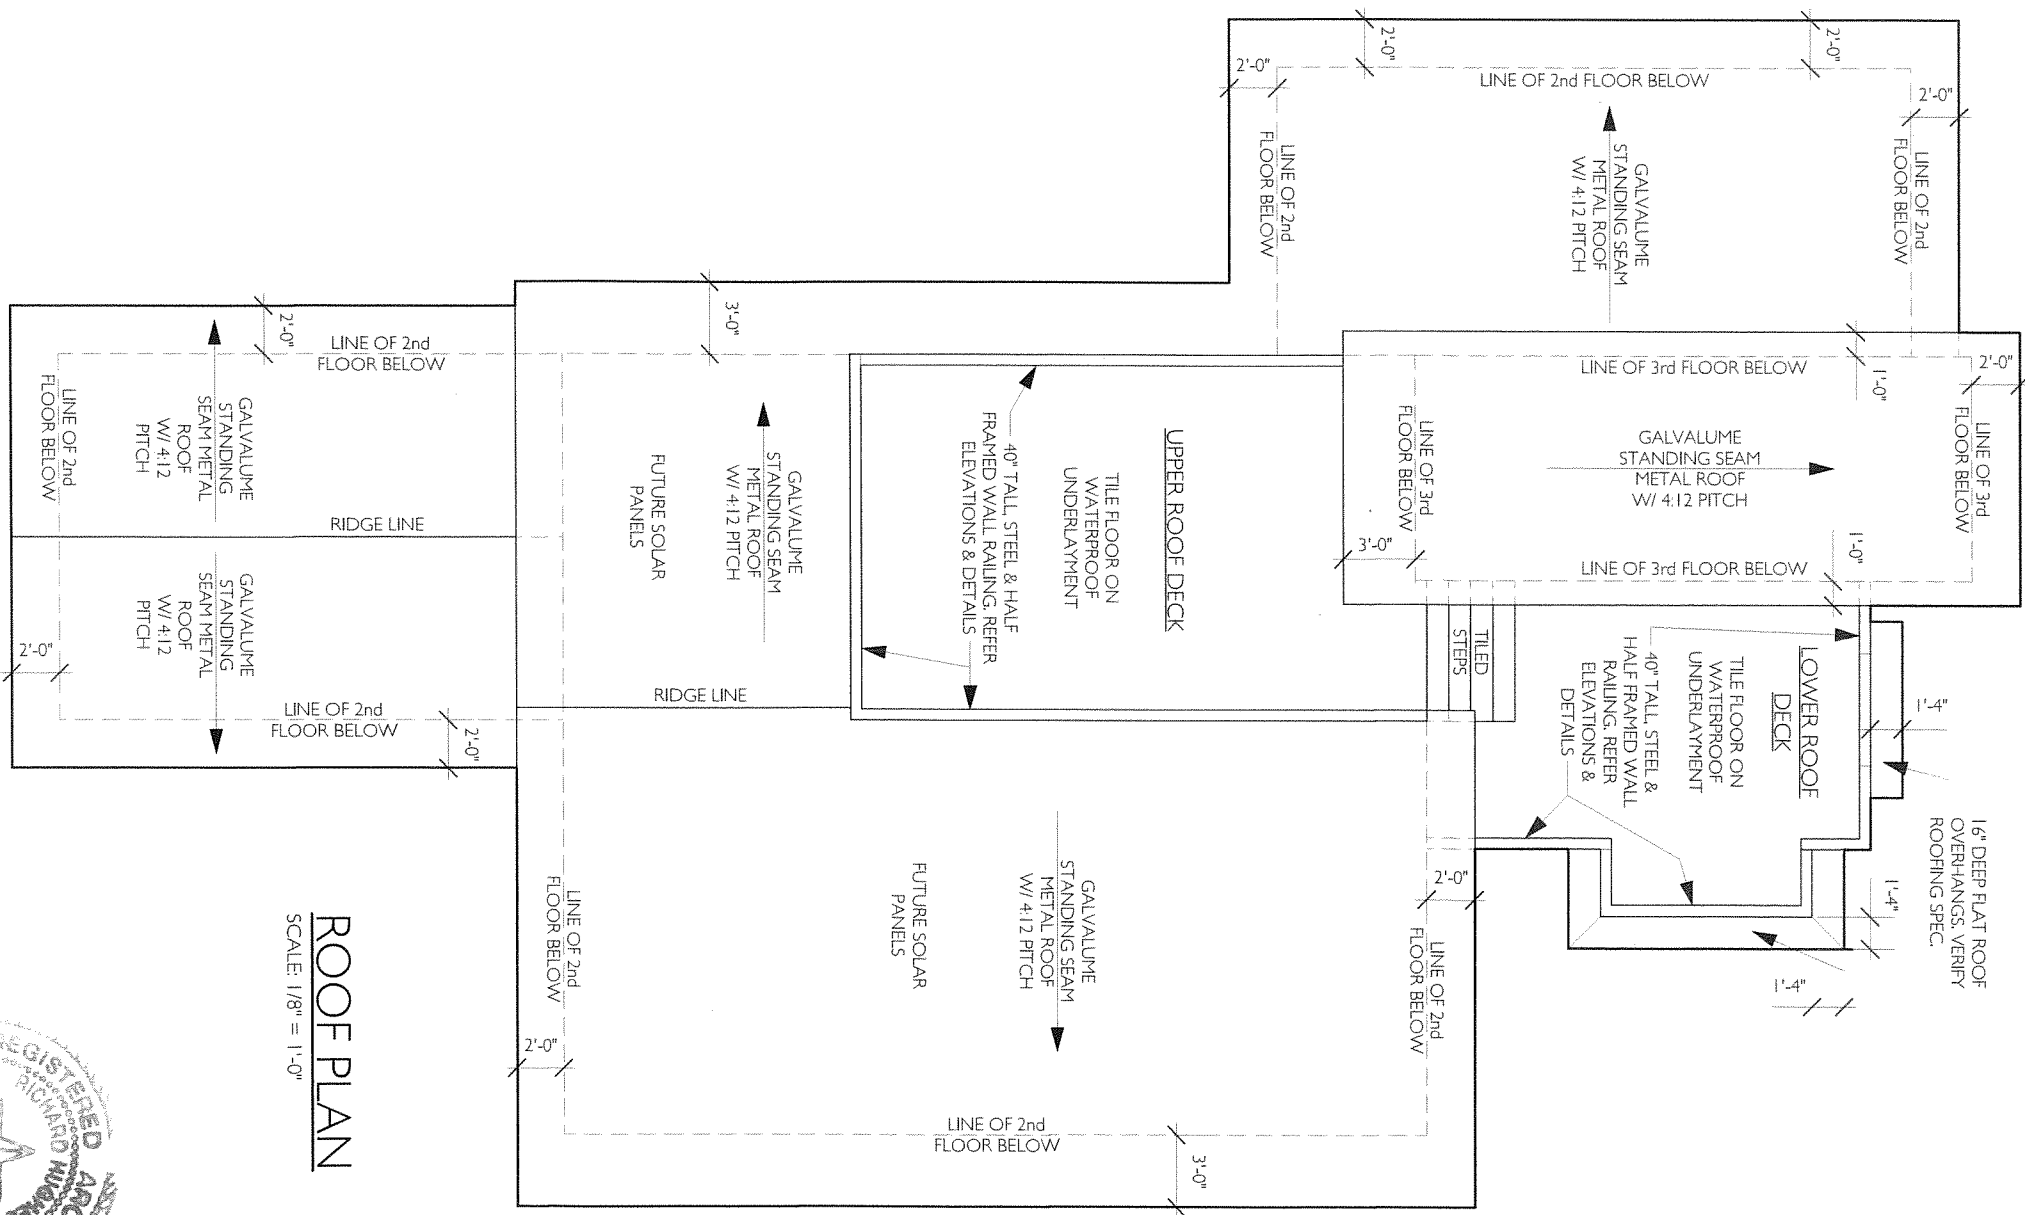 2'-0"
2'-0"
2'-0"
LINE OF 2nd FLOOR BELOW
2'-0"
LINE OF 2nd
FLOOR BELOW
GALVALUME
STANDING SEAM
METAL ROOF
W/ 4:12 PITCH
LINE OF 2nd
FLOOR BELOW
3'-0"
LINE OF 3rd FLOOR BELOW
1'-0"
2'-0"
LINE OF 3rd
FLOOR BELOW
GALVALUME
STANDING SEAM
METAL ROOF
W/ 4:12 PITCH
LINE OF 3rd
FLOOR BELOW
3'-0"
1'-0"
LINE OF 3rd FLOOR BELOW
2'-0"
LINE OF 2nd
FLOOR BELOW
LINE OF 2nd
FLOOR BELOW
GALVALUME
STANDING
SEAM METAL
ROOF
W/ 4:12
PITCH
RIDGE LINE
GALVALUME
STANDING
SEAM METAL
ROOF
W/ 4:12
PITCH
2'-0"
LINE OF 2nd
FLOOR BELOW
2'-0"
GALVALUME
STANDING SEAM
METAL ROOF
W/ 4:12 PITCH
FUTURE SOLAR
PANELS
RIDGE LINE
UPPER ROOF DECK
TILE FLOOR ON
WATERPROOF
UNDERLAYMENT
40" TALL, STEEL & HALF
FRAMED WALL RAILING. REFER
ELEVATIONS & DETAILS
TILED
STEPS
LOWER ROOF
DECK
TILE FLOOR ON
WATERPROOF
UNDERLAYMENT
40" TALL, STEEL &
HALF FRAMED WALL
RAILING. REFER
ELEVATIONS &
DETAILS
1'-4"
16" DEEP FLAT ROOF
OVERHANGS. VERIFY
ROOFING SPEC.
1'-4"
1'-4"
2'-0"
LINE OF 2nd
FLOOR BELOW
GALVALUME
STANDING SEAM
METAL ROOF
W/ 4:12 PITCH
FUTURE SOLAR
PANELS
LINE OF 2nd
FLOOR BELOW
2'-0"
LINE OF 2nd
FLOOR BELOW
3'-0"
ROOF PLAN
SCALE: 1/8" = 1'-0"
REGISTERED
RICHARD